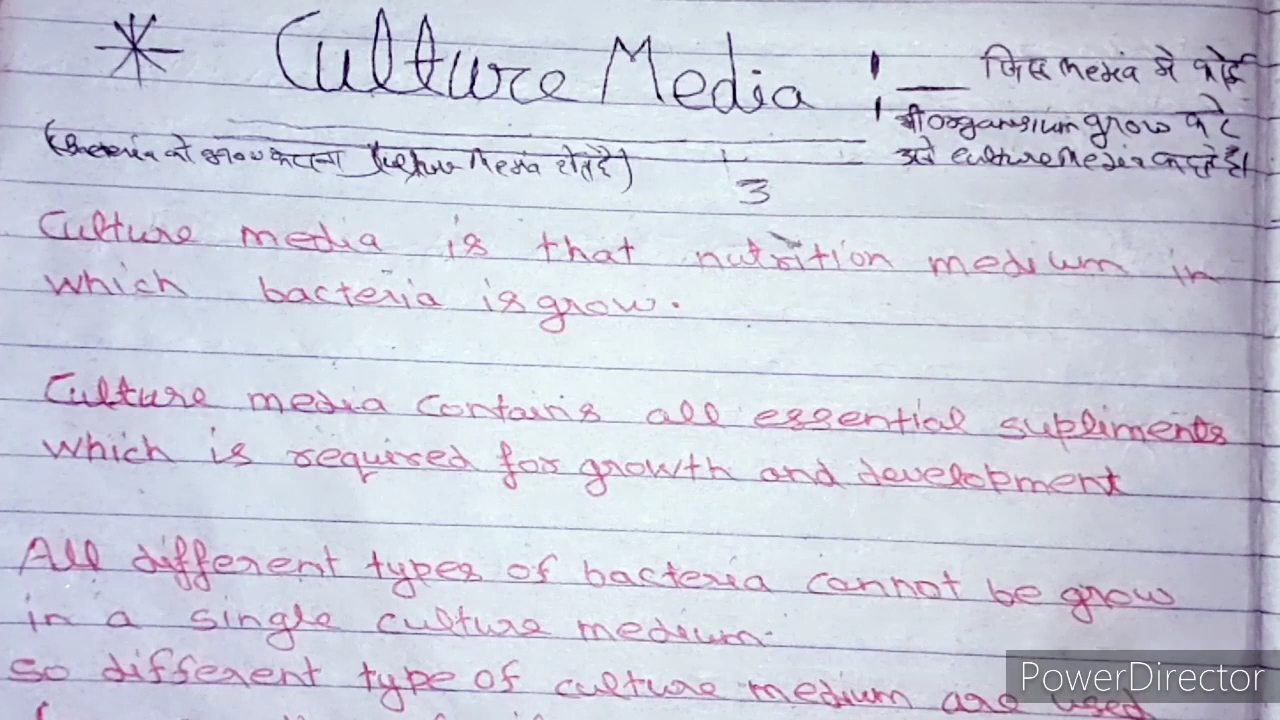 * Culture Media :-
जिस media मे कोई
भी organisium grow करे
उसे culture Media कहते है।
(Bacteria को grow करना Culture Media होता है)
3
Culture media is that nutrition medium in
which bacteria is grow.
Culture media contains all essential supliments
which is required for growth and development
All different types of bacteria cannot be grow
in a single culture medium.
so different type of culture medium are used
PowerDirector